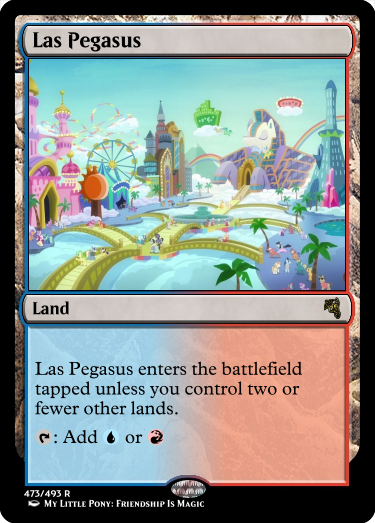 Las Pegasus
Land
Las Pegasus enters the battlefield
tapped unless you control two or
fewer other lands.
: Add or
473/493 R
My Little Pony: Friendship Is Magic